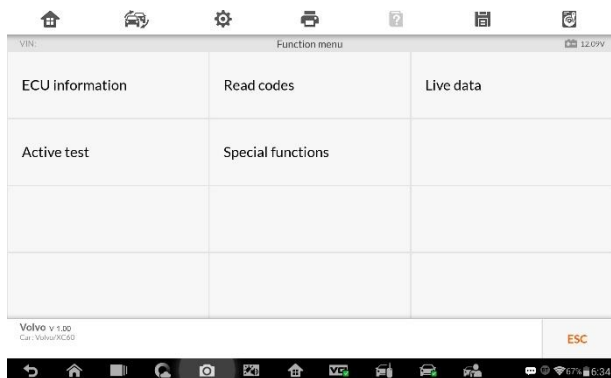 VIN:
Function menu
12.09V
ECU information
Read codes
Live data
Active test
Special functions
Volvo V 1.00
Car: Volvo/XC60
ESC
67% 6:34